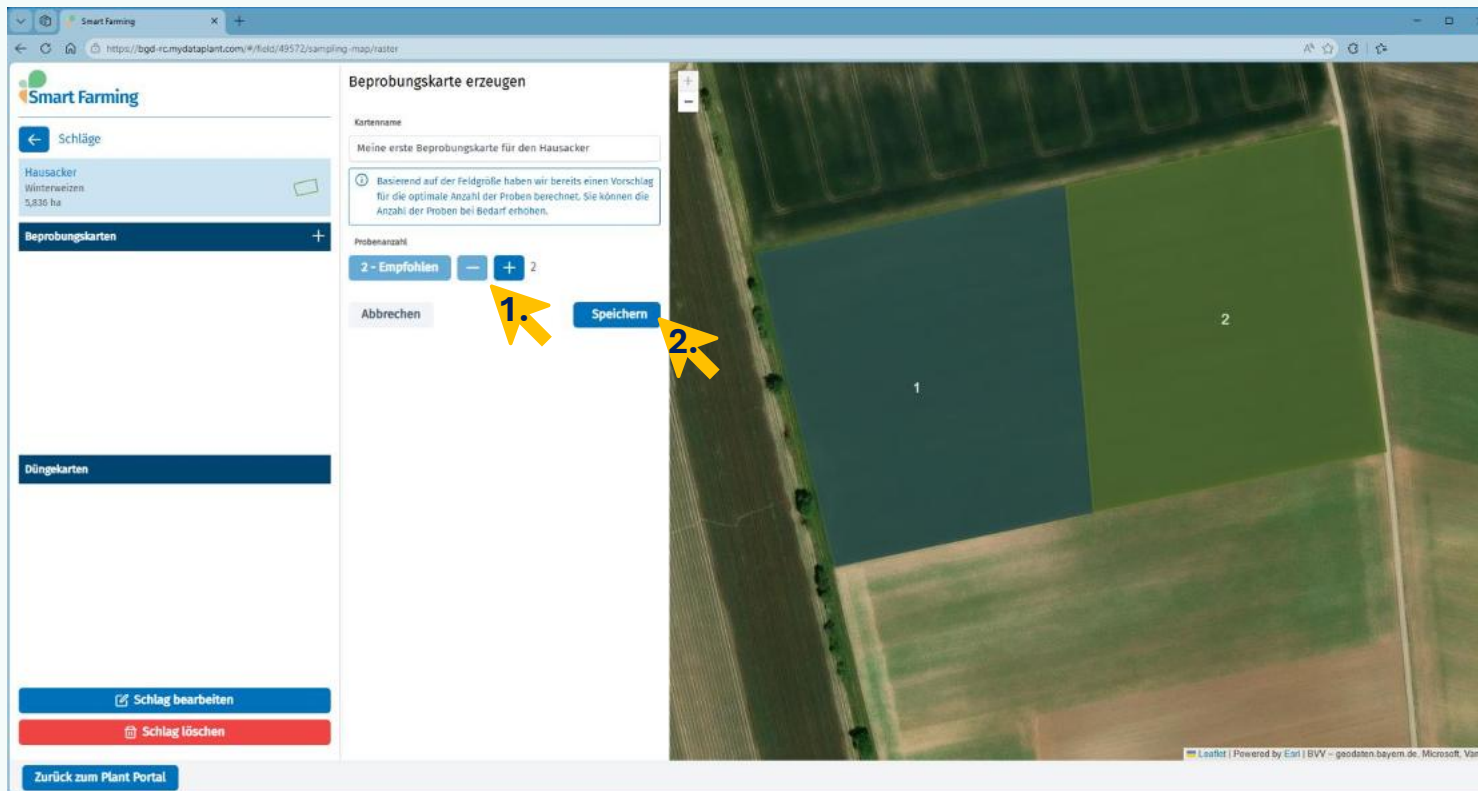 Smart Farming
https://bgd-rc.mydataplant.com/#/field/49572/sampling-map/raster
Smart Farming
Schläge
Hausacker
Winterweizen
5,836 ha
Beprobungskarten
Düngekarten
Schlag bearbeiten
Schlag löschen
Zurück zum Plant Portal
Beprobungskarte erzeugen
Kartenname
Meine erste Beprobungskarte für den Hausacker
Basierend auf der Feldgröße haben wir bereits einen Vorschlag
für die optimale Anzahl der Proben berechnet. Sie können die
Anzahl der Proben bei Bedarf erhöhen.
Probenanzahl
2 - Empfohlen − + 2
1.
Abbrechen Speichern
2.
+
−
1
2
Leaflet | Powered by Esri | BVV - geodaten.bayern.de, Microsoft,